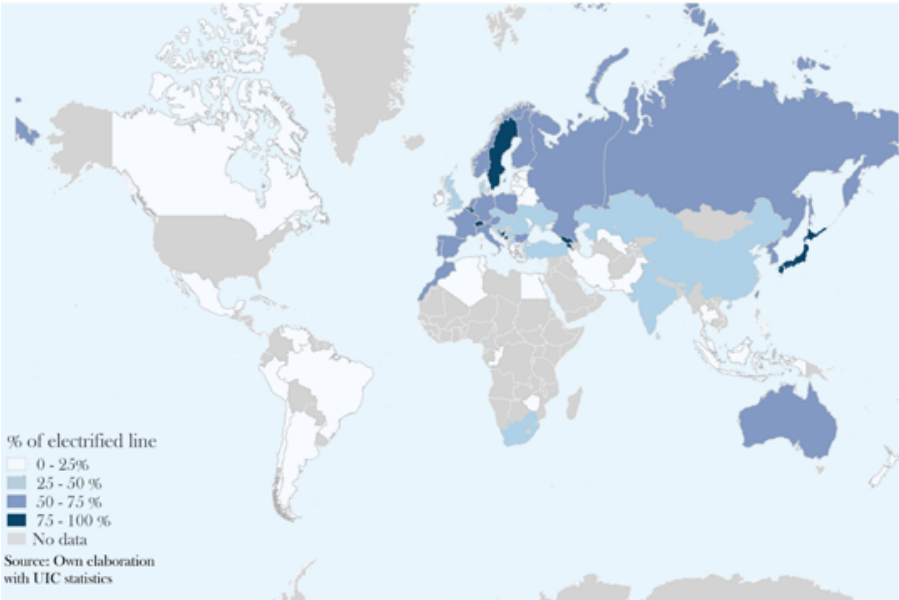 % of electrified line
0 - 25%
25 - 50 %
50 - 75 %
75 - 100 %
No data
Source: Own elaboration
with UIC statistics